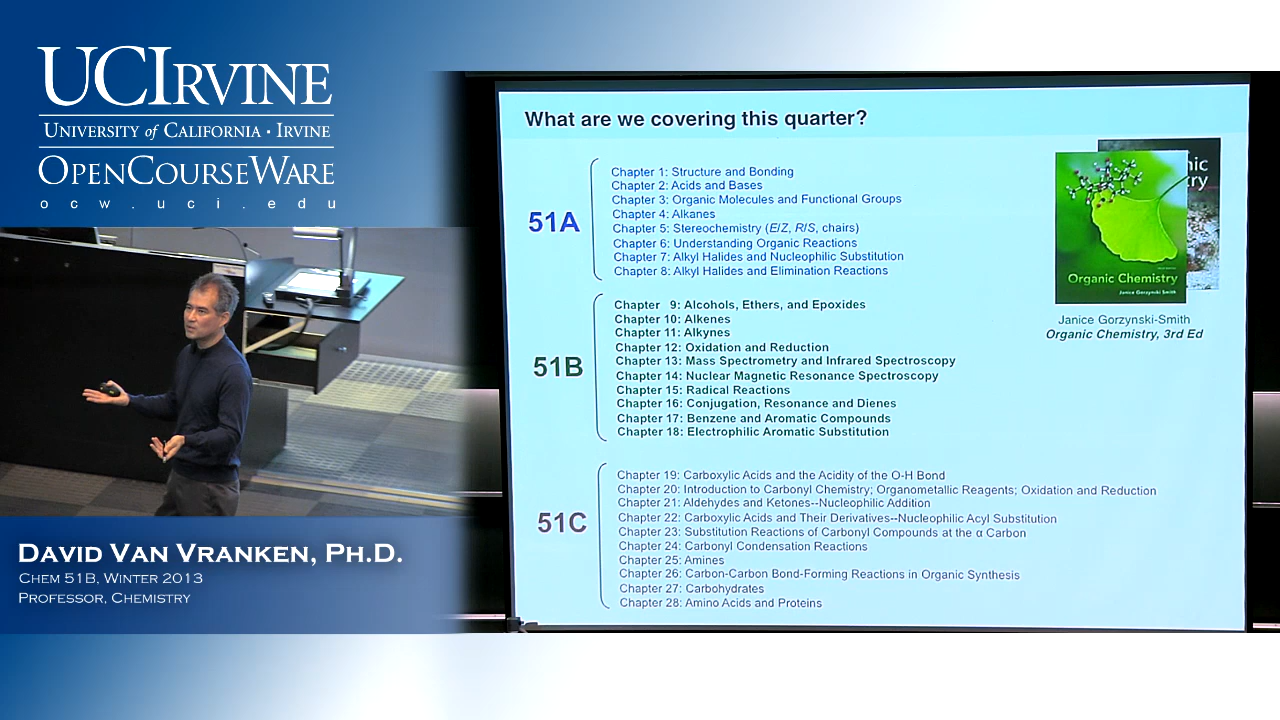 UCIRVINE
UNIVERSITY of CALIFORNIA · IRVINE
OPENCOURSEWARE
ocw.uci.edu
What are we covering this quarter?
51A
Chapter 1: Structure and Bonding
Chapter 2: Acids and Bases
Chapter 3: Organic Molecules and Functional Groups
Chapter 4: Alkanes
Chapter 5: Stereochemistry (E/Z, R/S, chairs)
Chapter 6: Understanding Organic Reactions
Chapter 7: Alkyl Halides and Nucleophilic Substitution
Chapter 8: Alkyl Halides and Elimination Reactions
51B
Chapter 9: Alcohols, Ethers, and Epoxides
Chapter 10: Alkenes
Chapter 11: Alkynes
Chapter 12: Oxidation and Reduction
Chapter 13: Mass Spectrometry and Infrared Spectroscopy
Chapter 14: Nuclear Magnetic Resonance Spectroscopy
Chapter 15: Radical Reactions
Chapter 16: Conjugation, Resonance and Dienes
Chapter 17: Benzene and Aromatic Compounds
Chapter 18: Electrophilic Aromatic Substitution
51C
Chapter 19: Carboxylic Acids and the Acidity of the O-H Bond
Chapter 20: Introduction to Carbonyl Chemistry; Organometallic Reagents; Oxidation and Reduction
Chapter 21: Aldehydes and Ketones--Nucleophilic Addition
Chapter 22: Carboxylic Acids and Their Derivatives--Nucleophilic Acyl Substitution
Chapter 23: Substitution Reactions of Carbonyl Compounds at the α Carbon
Chapter 24: Carbonyl Condensation Reactions
Chapter 25: Amines
Chapter 26: Carbon-Carbon Bond-Forming Reactions in Organic Synthesis
Chapter 27: Carbohydrates
Chapter 28: Amino Acids and Proteins
nic
try
Organic Chemistry
Janice Gorzynski Smith
Janice Gorzynski-Smith
Organic Chemistry, 3rd Ed
DAVID VAN VRANKEN, PH.D.
CHEM 51B, WINTER 2013
PROFESSOR, CHEMISTRY